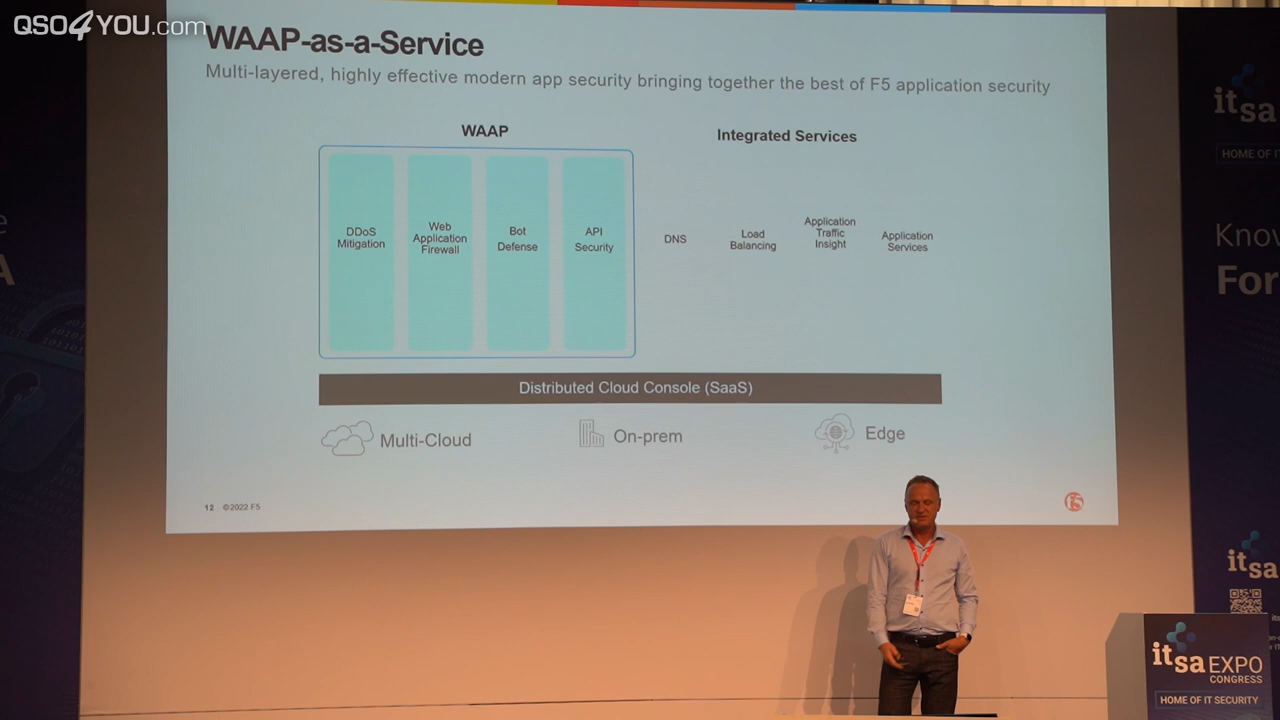 QSO4YOU.com
WAAP-as-a-Service
Multi-layered, highly effective modern app security bringing together the best of F5 application security
WAAP
Integrated Services
DDoS
Mitigation
Web
Application
Firewall
Bot
Defense
API
Security
DNS
Load
Balancing
Application
Traffic
Insight
Application
Services
Distributed Cloud Console (SaaS)
Multi-Cloud
On-prem
Edge
12 ©2022 F5
f5
itsa
HOME OF IT
Know
For
itsa
itsa EXPO
CONGRESS
HOME OF IT SECURITY